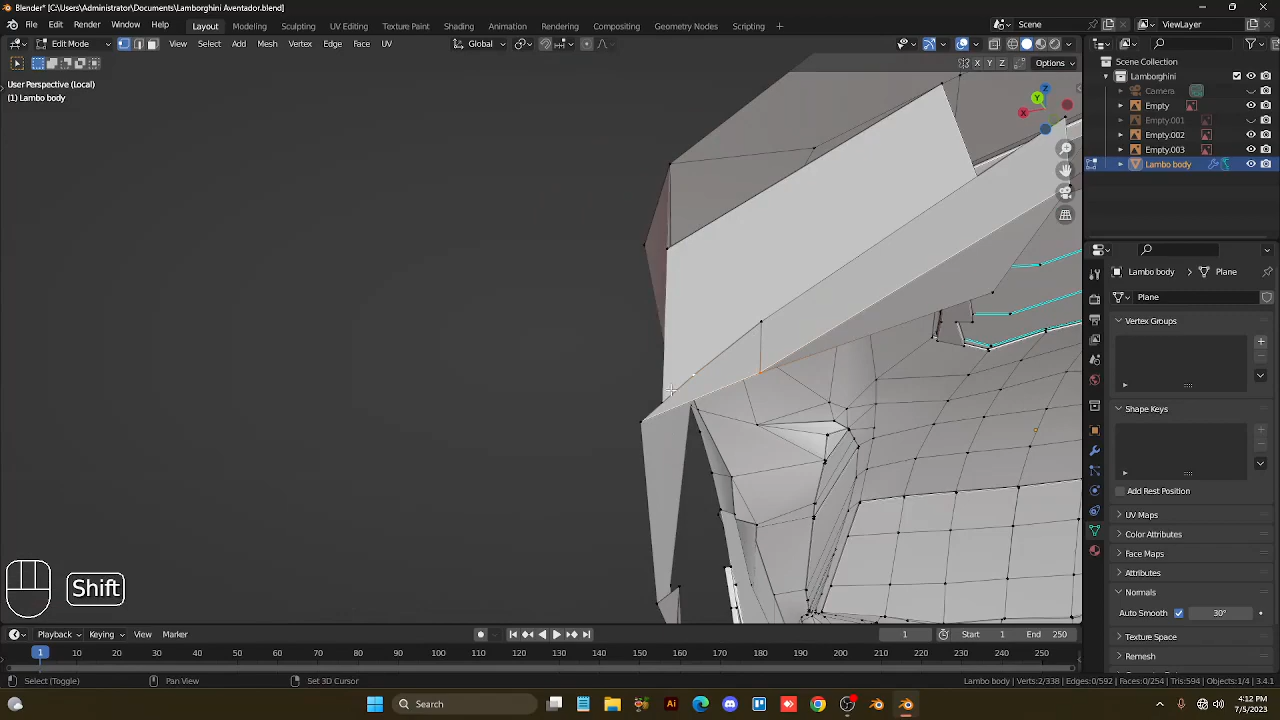 Blender* [C:\Users\Administrator\Documents\Lamborghini Aventador.blend]
File Edit Render Window Help Layout Modeling Sculpting UV Editing Texture Paint Shading Animation Rendering Compositing Geometry Nodes Scripting + Scene ViewLayer
Edit Mode View Select Add Mesh Vertex Edge Face UV Global
X Y Z Options
User Perspective (Local)
(1) Lambo body
Z
Y
X
Scene Collection
Lamborghini
Camera
Empty
Empty.001
Empty.002
Empty.003
Lambo body
Lambo body > Plane
Plane
Vertex Groups
Shape Keys
Add Rest Position
UV Maps
Color Attributes
Face Maps
Attributes
Normals
Auto Smooth 30°
Texture Space
Remesh
Shift
Playback Keying View Marker 1 Start 1 End 250
1 10 20 30 40 50 60 70 80 90 100 110 120 130 140 150 160 170 180 190 200 210 220 230 240 250
Select (Toggle) Pan View Set 3D Cursor Lambo body | Verts:2/338 | Edges:0/592 | Faces:0/254 | Tris:594 | Objects:1/4 | 3.4.1
Search
4:12 PM
7/5/2023